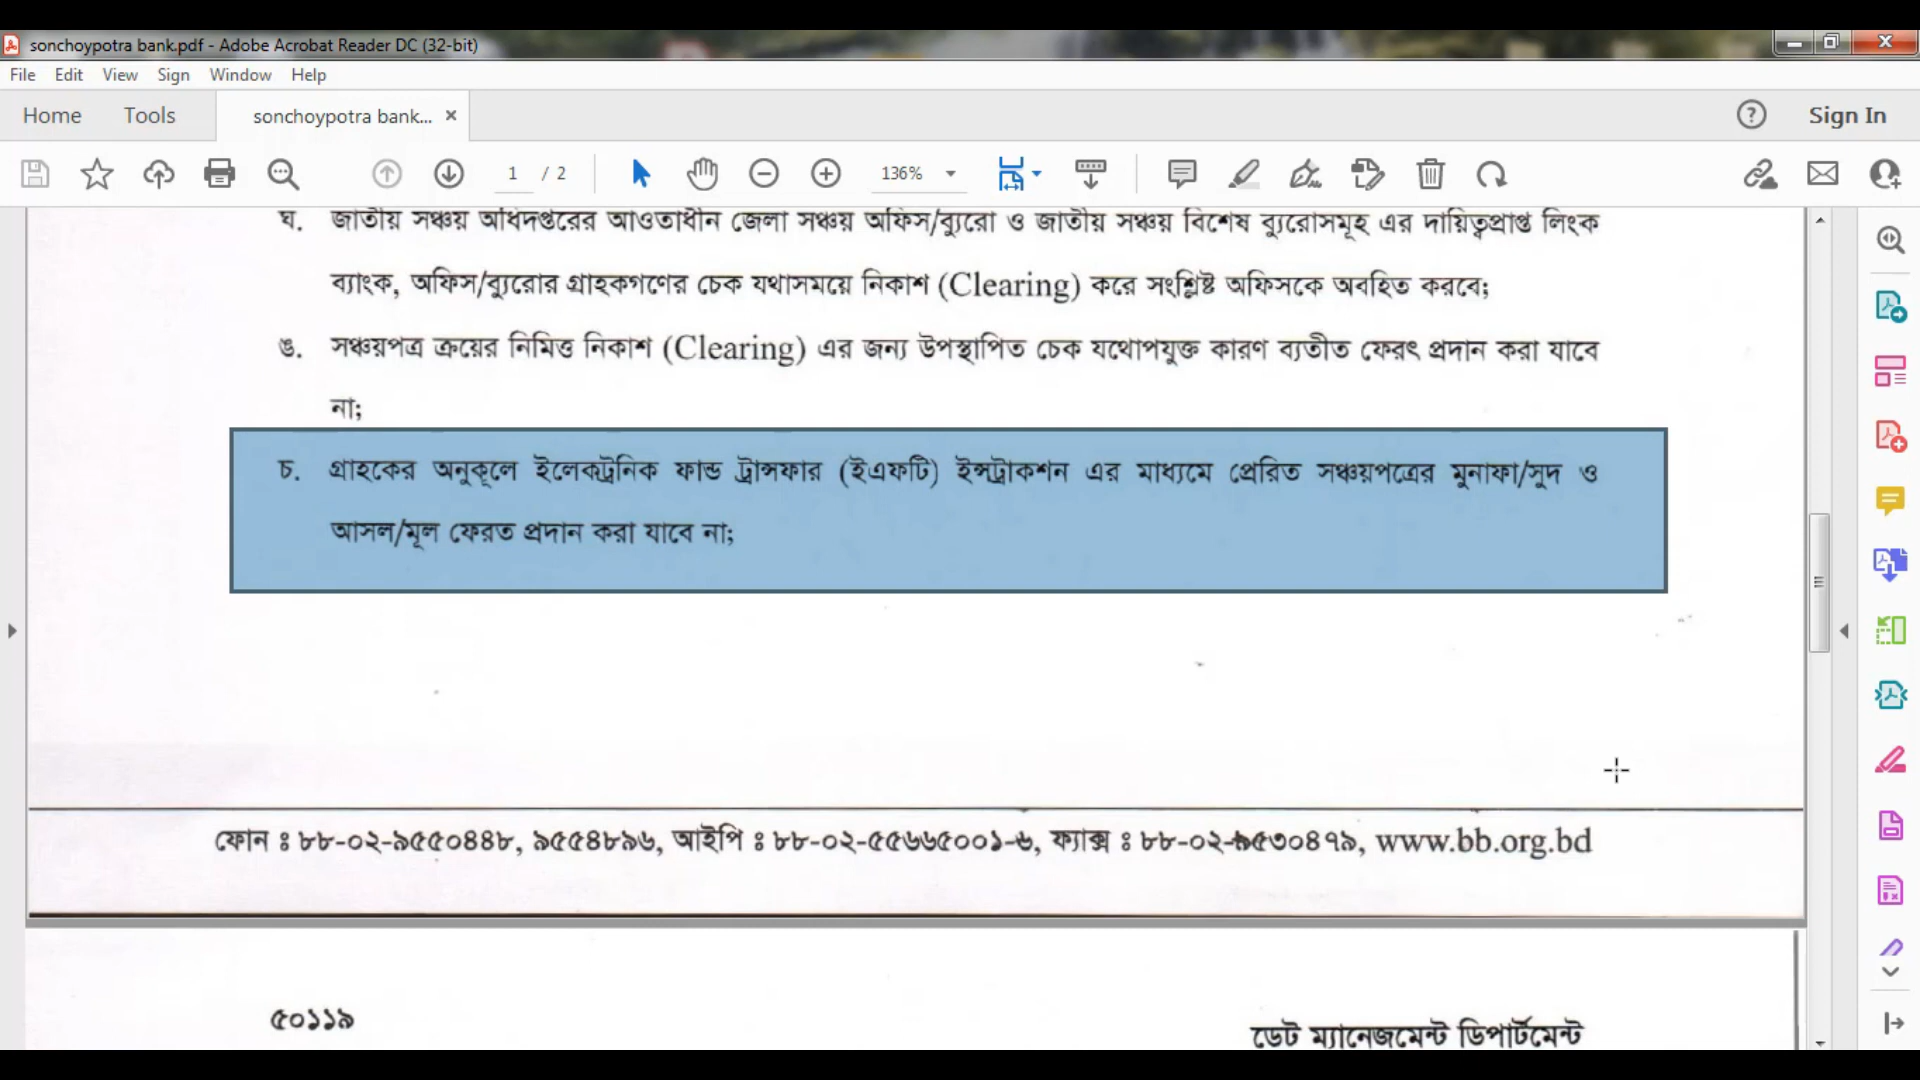 sonchoypotra bank.pdf - Adobe Acrobat Reader DC (32-bit)
File Edit View Sign Window Help
Home Tools sonchoypotra bank... Sign In
1 / 2 136%
ঘ. জাতীয় সঞ্চয় অধিদপ্তরের আওতাধীন জেলা সঞ্চয় অফিস/ব্যুরো ও জাতীয় সঞ্চয় বিশেষ ব্যুরোসমূহ এর দায়িত্বপ্রাপ্ত লিংক
ব্যাংক, অফিস/ব্যুরোর গ্রাহকগণের চেক যথাসময়ে নিকাশ (Clearing) করে সংশ্লিষ্ট অফিসকে অবহিত করবে;
ঙ. সঞ্চয়পত্র ক্রয়ের নিমিত্ত নিকাশ (Clearing) এর জন্য উপস্থাপিত চেক যথোপযুক্ত কারণ ব্যতীত ফেরৎ প্রদান করা যাবে
না;
চ. গ্রাহকের অনুকূলে ইলেকট্রনিক ফান্ড ট্রান্সফার (ইএফটি) ইন্সট্রাকশন এর মাধ্যমে প্রেরিত সঞ্চয়পত্রের মুনাফা/সুদ ও
আসল/মূল ফেরত প্রদান করা যাবে না;
ফোন ঃ ৮৮-০২-৯৫৫০৪৪৮, ৯৫৫৪৮৯৬, আইপি ঃ ৮৮-০২-৫৫৬৬৫০০১-৬, ফ্যাক্স ঃ ৮৮-০২-৯৫৩০৪৭৯, www.bb.org.bd
৫০১১৯
ডেট ম্যানেজমেন্ট ডিপার্টমেন্ট